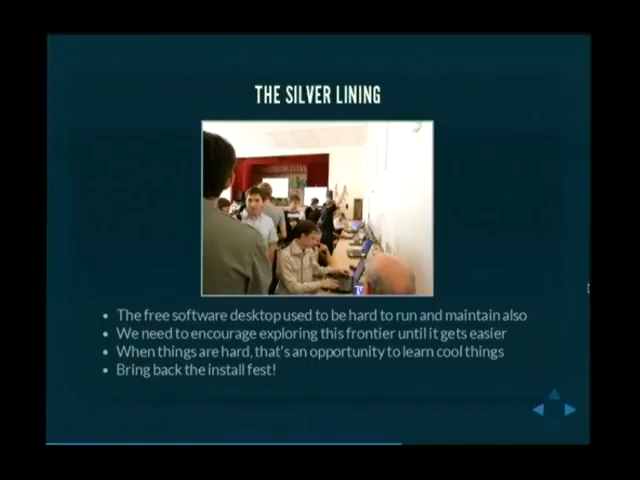 THE SILVER LINING
The free software desktop used to be hard to run and maintain also
We need to encourage exploring this frontier until it gets easier
When things are hard, that's an opportunity to learn cool things
Bring back the install fest!